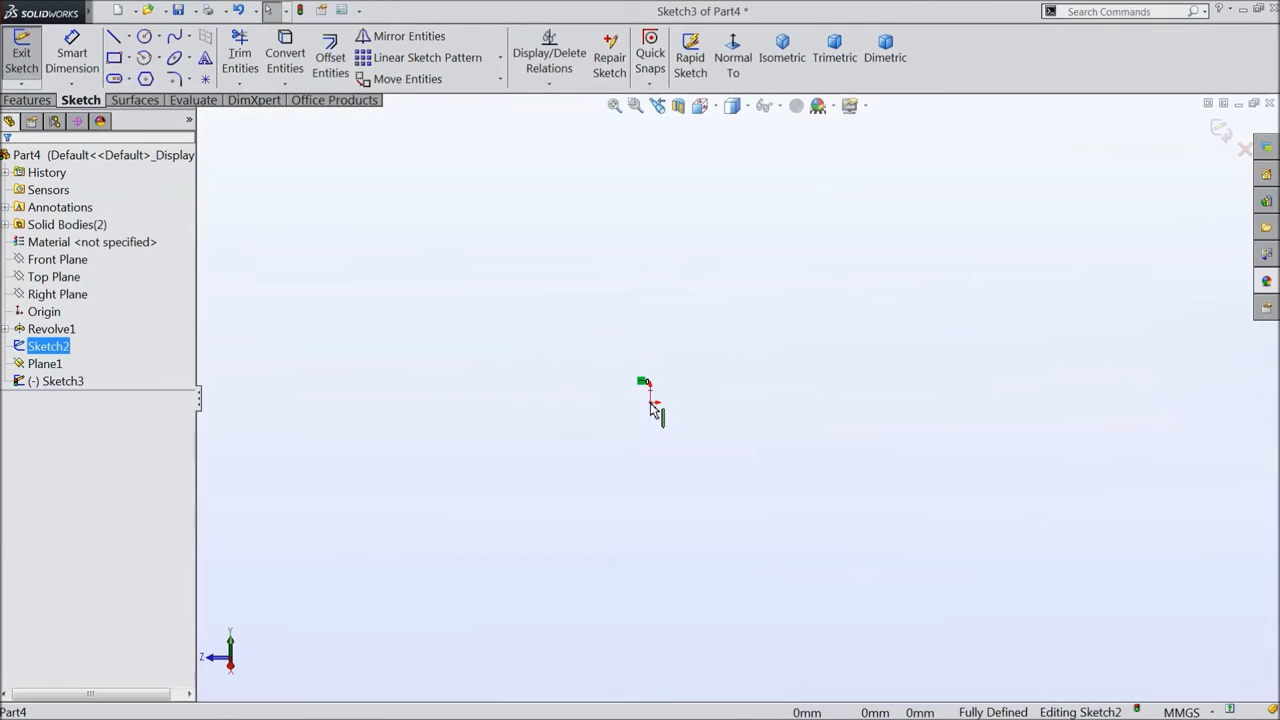 SOLIDWORKS
Sketch3 of Part4 *
Search Commands
?
Exit Sketch
Smart Dimension
Trim Entities
Convert Entities
Offset Entities
Mirror Entities
Linear Sketch Pattern
Move Entities
Display/Delete Relations
Repair Sketch
Quick Snaps
Rapid Sketch
Normal To
Isometric
Trimetric
Dimetric
Features
Sketch
Surfaces
Evaluate
DimXpert
Office Products
»
Part4 (Default<<Default>_Display
History
Sensors
Annotations
Solid Bodies(2)
Material <not specified>
Front Plane
Top Plane
Right Plane
Origin
Revolve1
Sketch2
Plane1
(-) Sketch3
0
Y
Z
X
Part4
0mm
0mm 0mm
Fully Defined
Editing Sketch2
MMGS